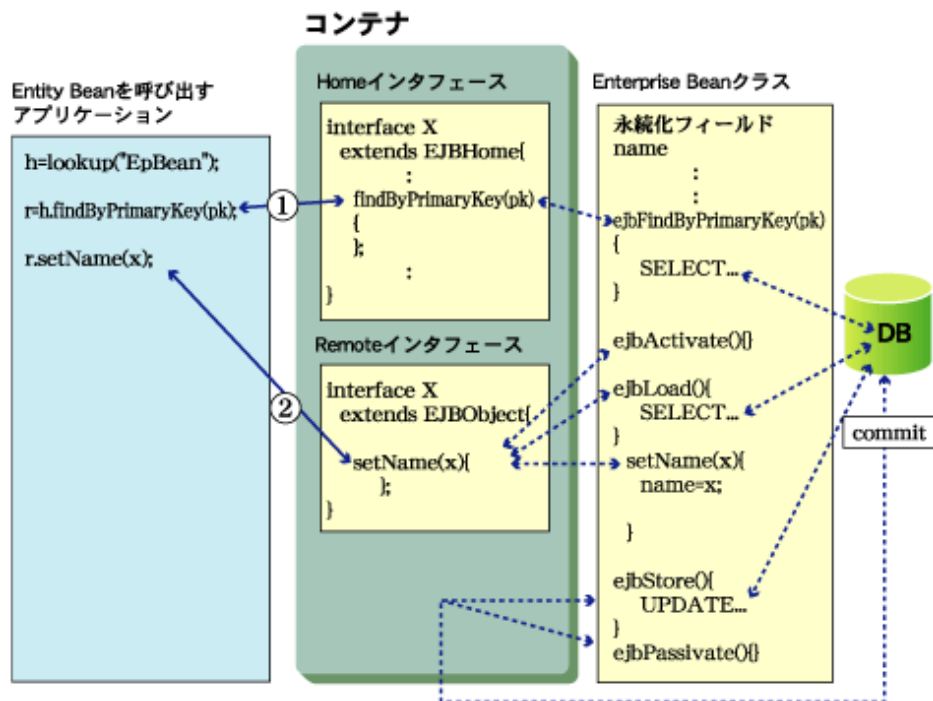 コンテナ
Entity Beanを呼び出す
アプリケーション
h=lookup("EpBean");
r=h.findByPrimaryKey(pk);
r.setName(x);
①
②
Homeインタフェース
interface X
extends EJBHome{
:
findByPrimaryKey(pk)
{
};
:
}
Remoteインタフェース
interface X
extends EJBObject{
setName(x){
};
}
Enterprise Beanクラス
永続化フィールド
name
:
:
ejbFindByPrimaryKey(pk)
{
SELECT...
}
ejbActivate(){}
ejbLoad(){
SELECT...
}
setName(x){
name=x;
}
ejbStore(){
UPDATE...
}
ejbPassivate(){}
DB
commit